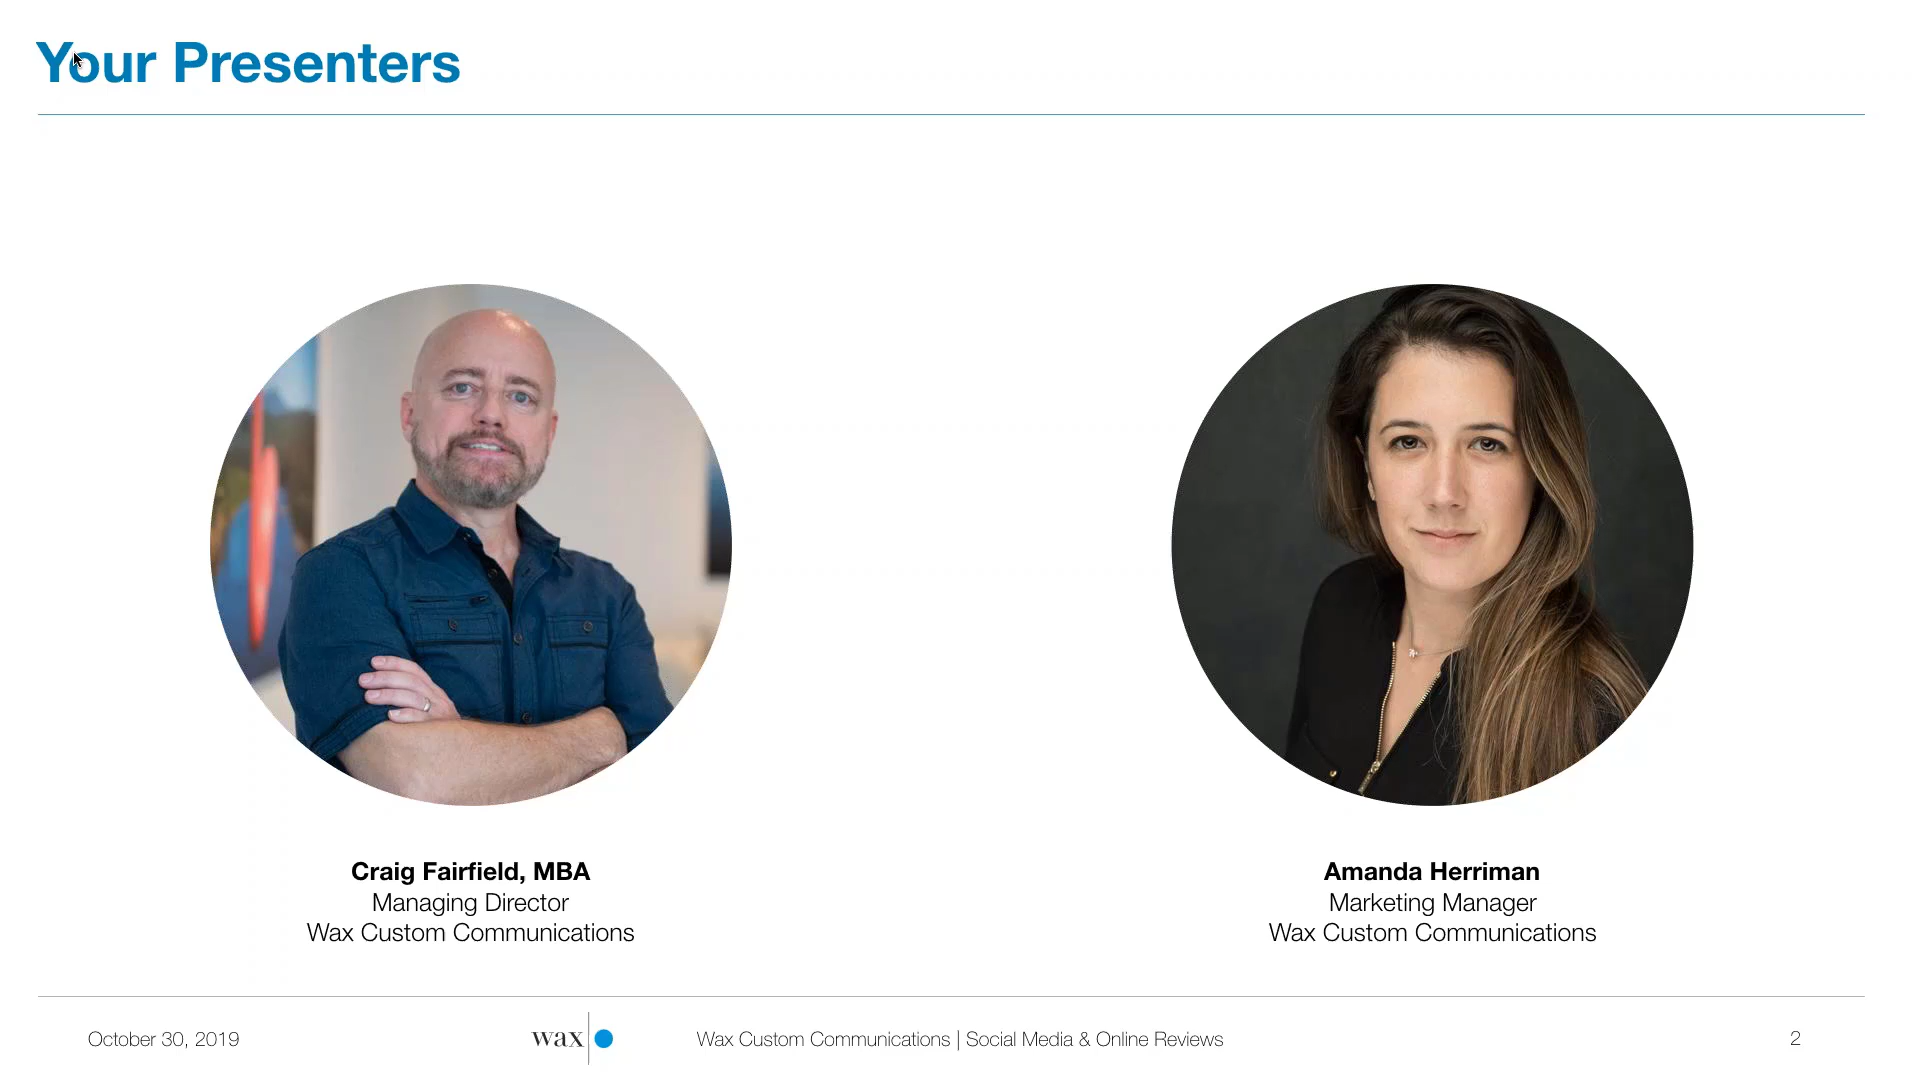 Your Presenters
Craig Fairfield, MBA
Managing Director
Wax Custom Communications
Amanda Herriman
Marketing Manager
Wax Custom Communications
October 30, 2019
wax
Wax Custom Communications | Social Media & Online Reviews
2